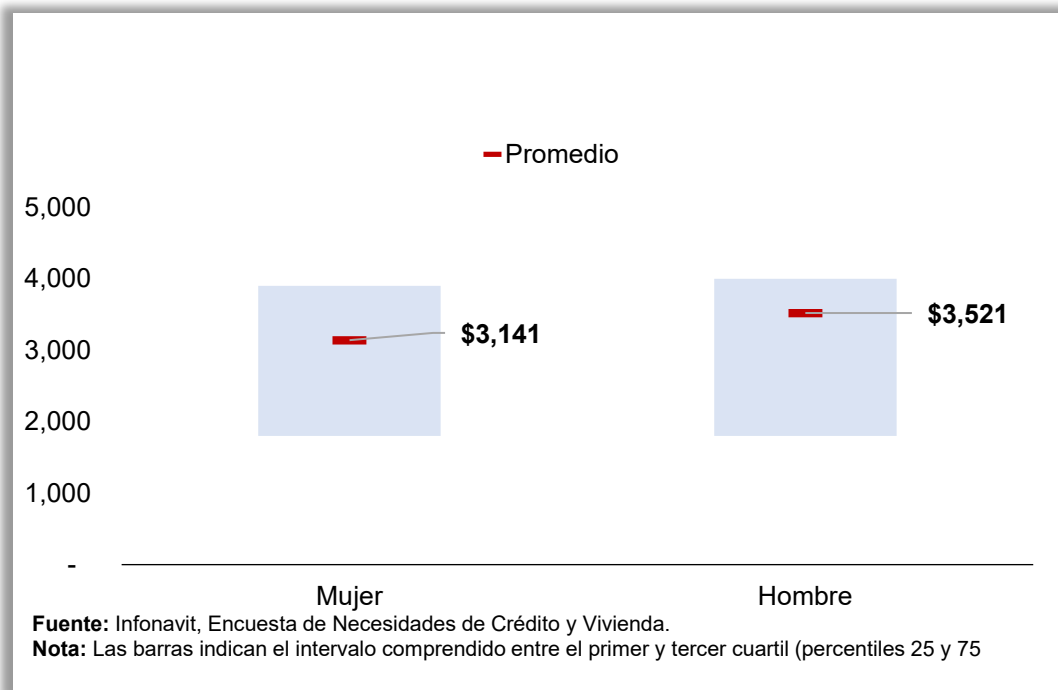 Promedio
5,000
4,000
3,000
2,000
1,000
-
$3,141
$3,521
Mujer
Hombre
Fuente: Infonavit, Encuesta de Necesidades de Crédito y Vivienda.
Nota: Las barras indican el intervalo comprendido entre el primer y tercer cuartil (percentiles 25 y 75